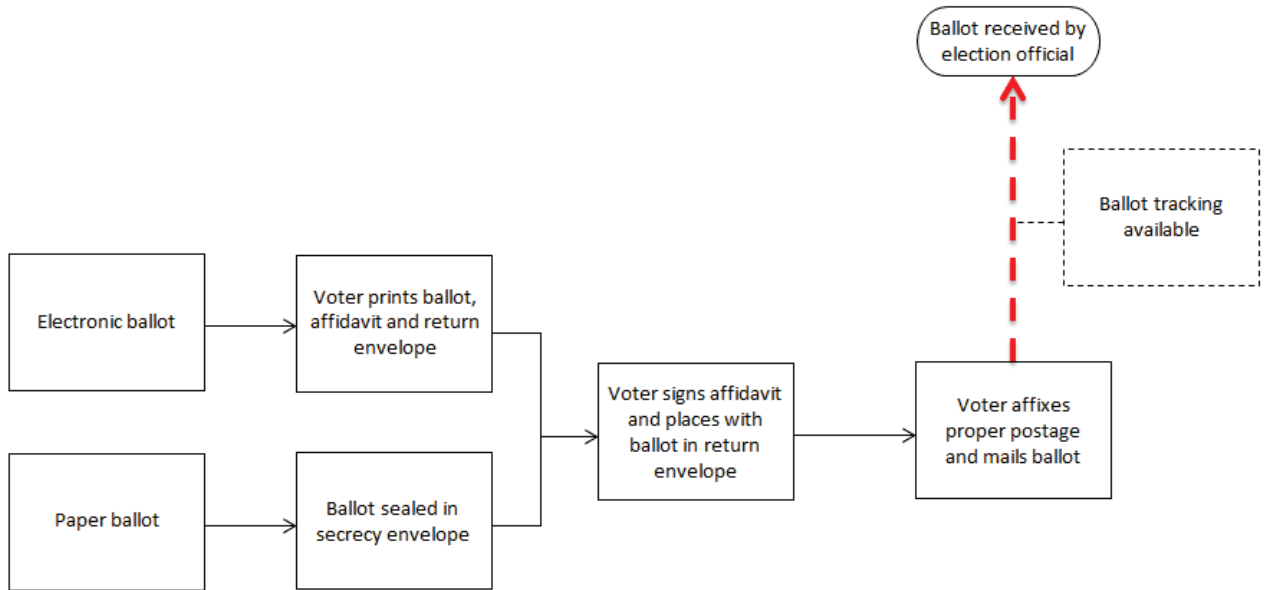 Ballot received by
election official
Ballot tracking
available
Electronic ballot
Voter prints ballot,
affidavit and return
envelope
Voter signs affidavit
and places with
ballot in return
envelope
Voter affixes
proper postage
and mails ballot
Paper ballot
Ballot sealed in
secrecy envelope